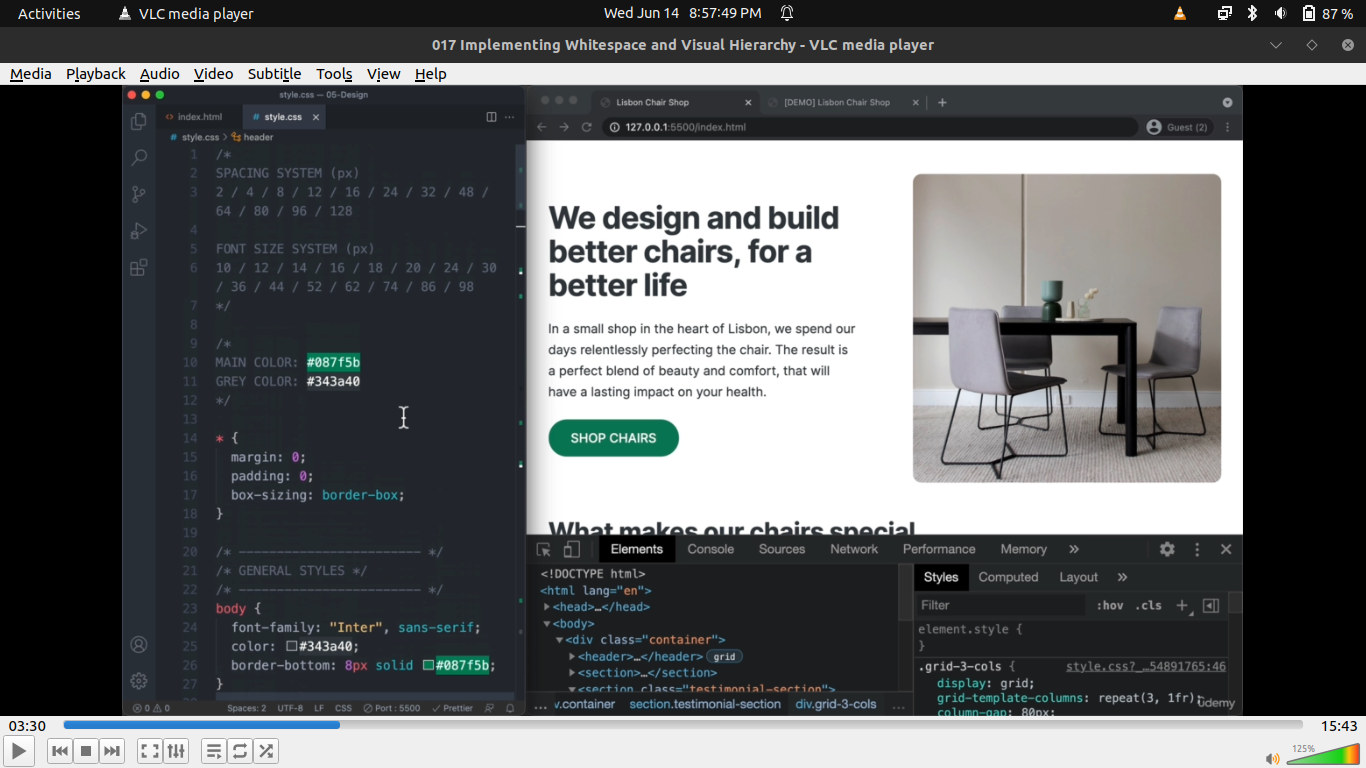 Activities
VLC media player
Wed Jun 14 8:57:49 PM
87 %
017 Implementing Whitespace and Visual Hierarchy - VLC media player
Media Playback Audio Video Subtitle Tools View Help
style.css — 05-Design
index.html
# style.css
# style.css > header
1 /*
2 SPACING SYSTEM (px)
3 2 / 4 / 8 / 12 / 16 / 24 / 32 / 48 /
64 / 80 / 96 / 128
4
5 FONT SIZE SYSTEM (px)
6 10 / 12 / 14 / 16 / 18 / 20 / 24 / 30
/ 36 / 44 / 52 / 62 / 74 / 86 / 98
7 */
8
9 /*
10 MAIN COLOR: #087f5b
11 GREY COLOR: #343a40
12 */
13
14 * {
15 margin: 0;
16 padding: 0;
17 box-sizing: border-box;
18 }
19
20 /* ------------------------ */
21 /* GENERAL STYLES */
22 /* ------------------------ */
23 body {
24 font-family: "Inter", sans-serif;
25 color: #343a40;
26 border-bottom: 8px solid #087f5b;
27 }
0 0 Spaces: 2 UTF-8 LF CSS Port : 5500 Prettier
Lisbon Chair Shop
[DEMO] Lisbon Chair Shop
127.0.0.1:5500/index.html
Guest (2)
We design and build
better chairs, for a
better life
In a small shop in the heart of Lisbon, we spend our
days relentlessly perfecting the chair. The result is
a perfect blend of beauty and comfort, that will
have a lasting impact on your health.
SHOP CHAIRS
What makes our chairs special
Elements Console Sources Network Performance Memory »
<!DOCTYPE html>
<html lang="en">
<head>…</head>
<body>
<div class="container">
<header>…</header> grid
<section>…</section>
<section class="testimonial-section">
… v.container section.testimonial-section div.grid-3-cols …
Styles Computed Layout »
Filter :hov .cls +
element.style {
}
.grid-3-cols { style.css?_…54891765:46
display: grid;
grid-template-columns: repeat(3, 1fr);
column-gap: 80px;
ûdemy
03:30
15:43
125%